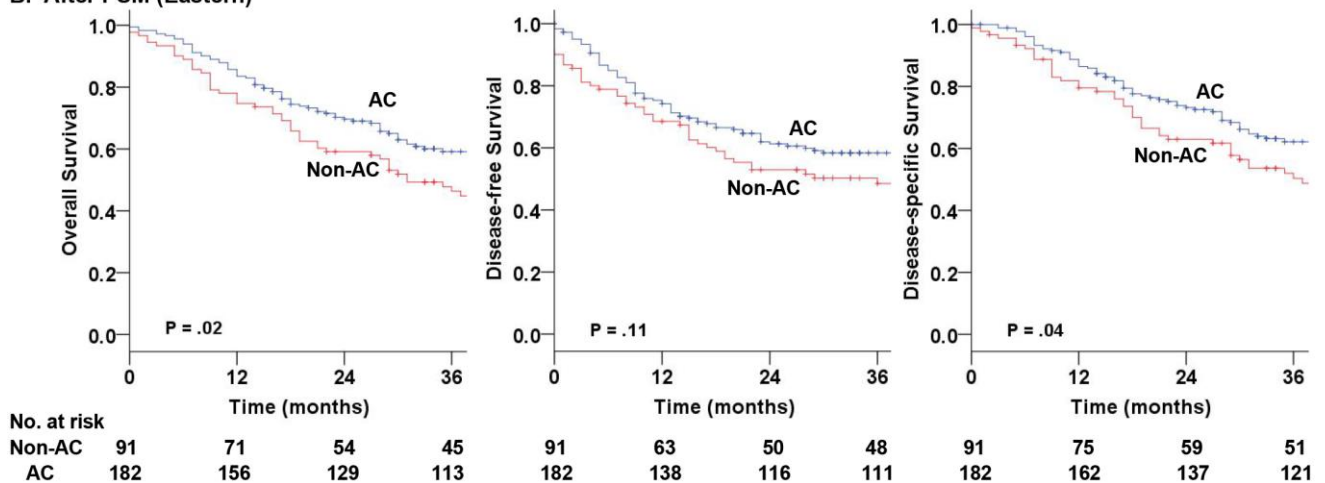 B. After PSM (Eastern)
Overall Survival
1.0
0.8
0.6
0.4
0.2
0.0
AC
Non-AC
P = .02
0 12 24 36
Time (months)
Disease-free Survival
1.0
0.8
0.6
0.4
0.2
0.0
AC
Non-AC
P = .11
0 12 24 36
Time (months)
Disease-specific Survival
1.0
0.8
0.6
0.4
0.2
0.0
AC
Non-AC
P = .04
0 12 24 36
Time (months)
No. at risk
Non-AC 91 71 54 45 91 63 50 48 91 75 59 51
AC 182 156 129 113 182 138 116 111 182 162 137 121